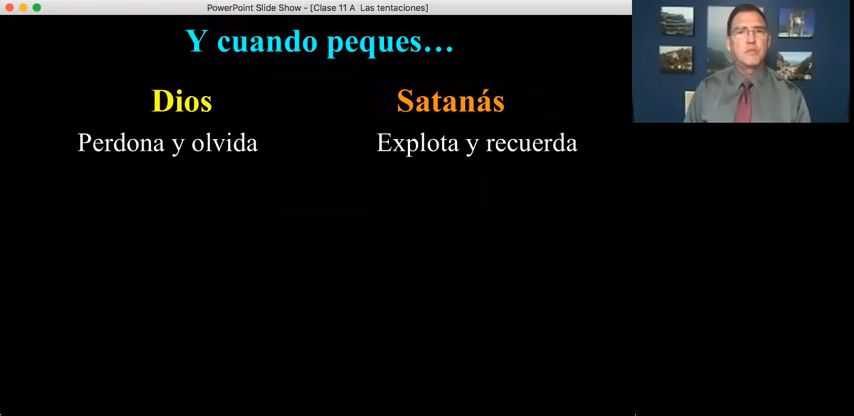 PowerPoint Slide Show - [Clase 11 A Las tentaciones]
Y cuando peques…
Dios
Satanás
Perdona y olvida
Explota y recuerda